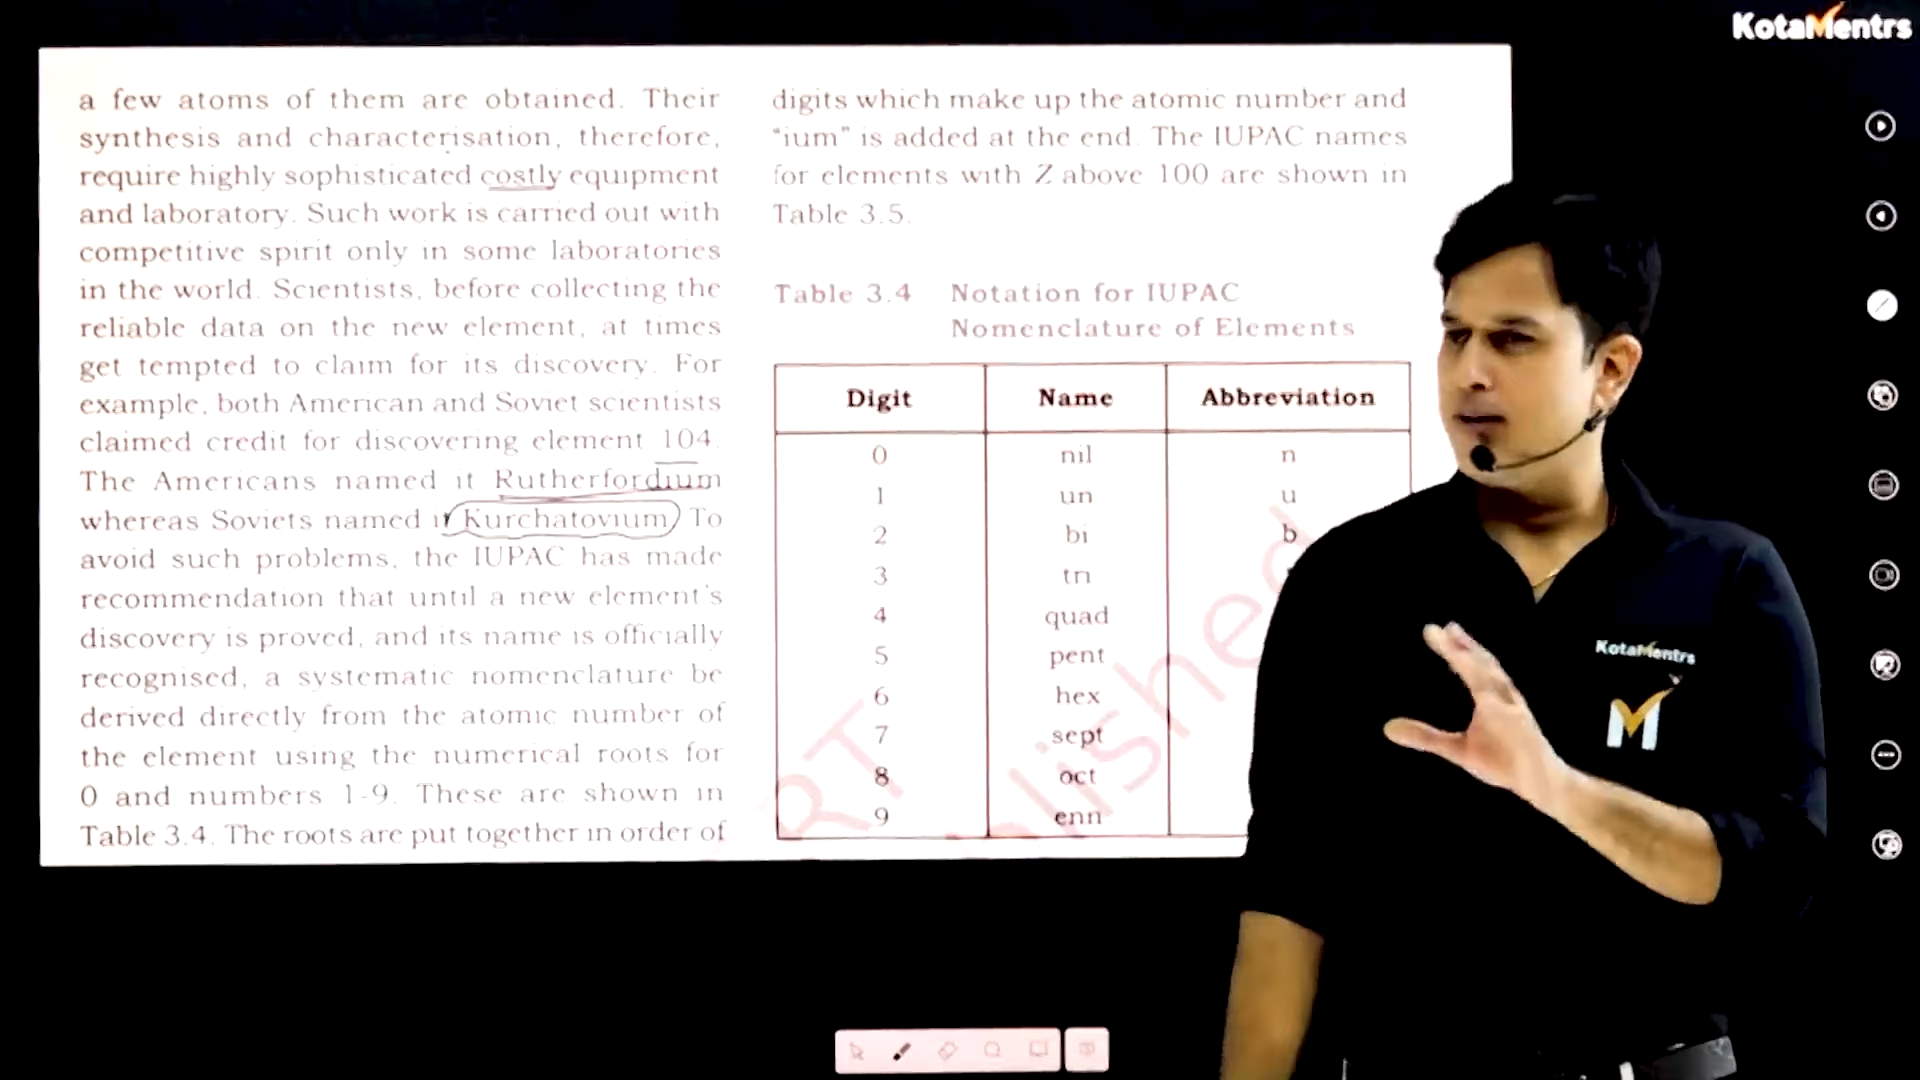 KotaMentrs
a few atoms of them are obtained. Their
synthesis and characterisation, therefore,
require highly sophisticated costly equipment
and laboratory. Such work is carried out with
competitive spirit only in some laboratories
in the world. Scientists, before collecting the
reliable data on the new element, at times
get tempted to claim for its discovery. For
example, both American and Soviet scientists
claimed credit for discovering element 104.
The Americans named it Rutherfordium
whereas Soviets named it Kurchatovium. To
avoid such problems, the IUPAC has made
recommendation that until a new element's
discovery is proved, and its name is officially
recognised, a systematic nomenclature be
derived directly from the atomic number of
the element using the numerical roots for
0 and numbers 1-9. These are shown in
Table 3.4. The roots are put together in order of
digits which make up the atomic number and
"ium" is added at the end. The IUPAC names
for elements with Z above 100 are shown in
Table 3.5.
Table 3.4 Notation for IUPAC
Nomenclature of Elements
Digit Name Abbreviation
0 nil n
1 un u
2 bi b
3 tri
4 quad
5 pent
6 hex
7 sept
8 oct
9 enn
KotaMentrs
M